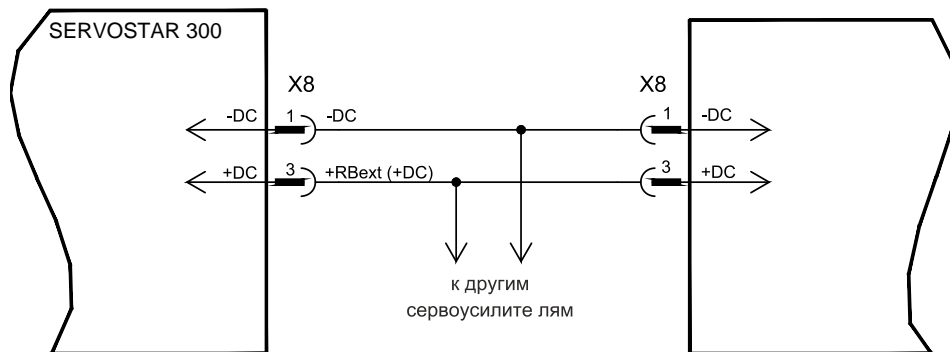 SERVOSTAR 300
X8
X8
-DC
1
-DC
1
-DC
+DC
3
+RBext (+DC)
3
+DC
к другим
сервоусилите лям